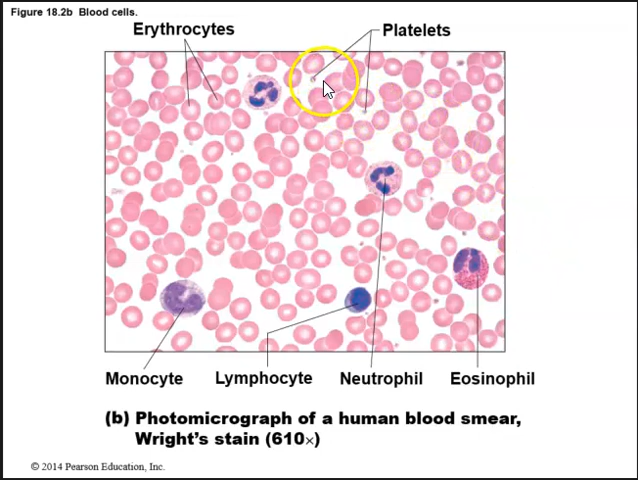 Figure 18.2b Blood cells.
Erythrocytes
Platelets
Monocyte
Lymphocyte
Neutrophil
Eosinophil
(b) Photomicrograph of a human blood smear,
Wright's stain (610×)
© 2014 Pearson Education, Inc.